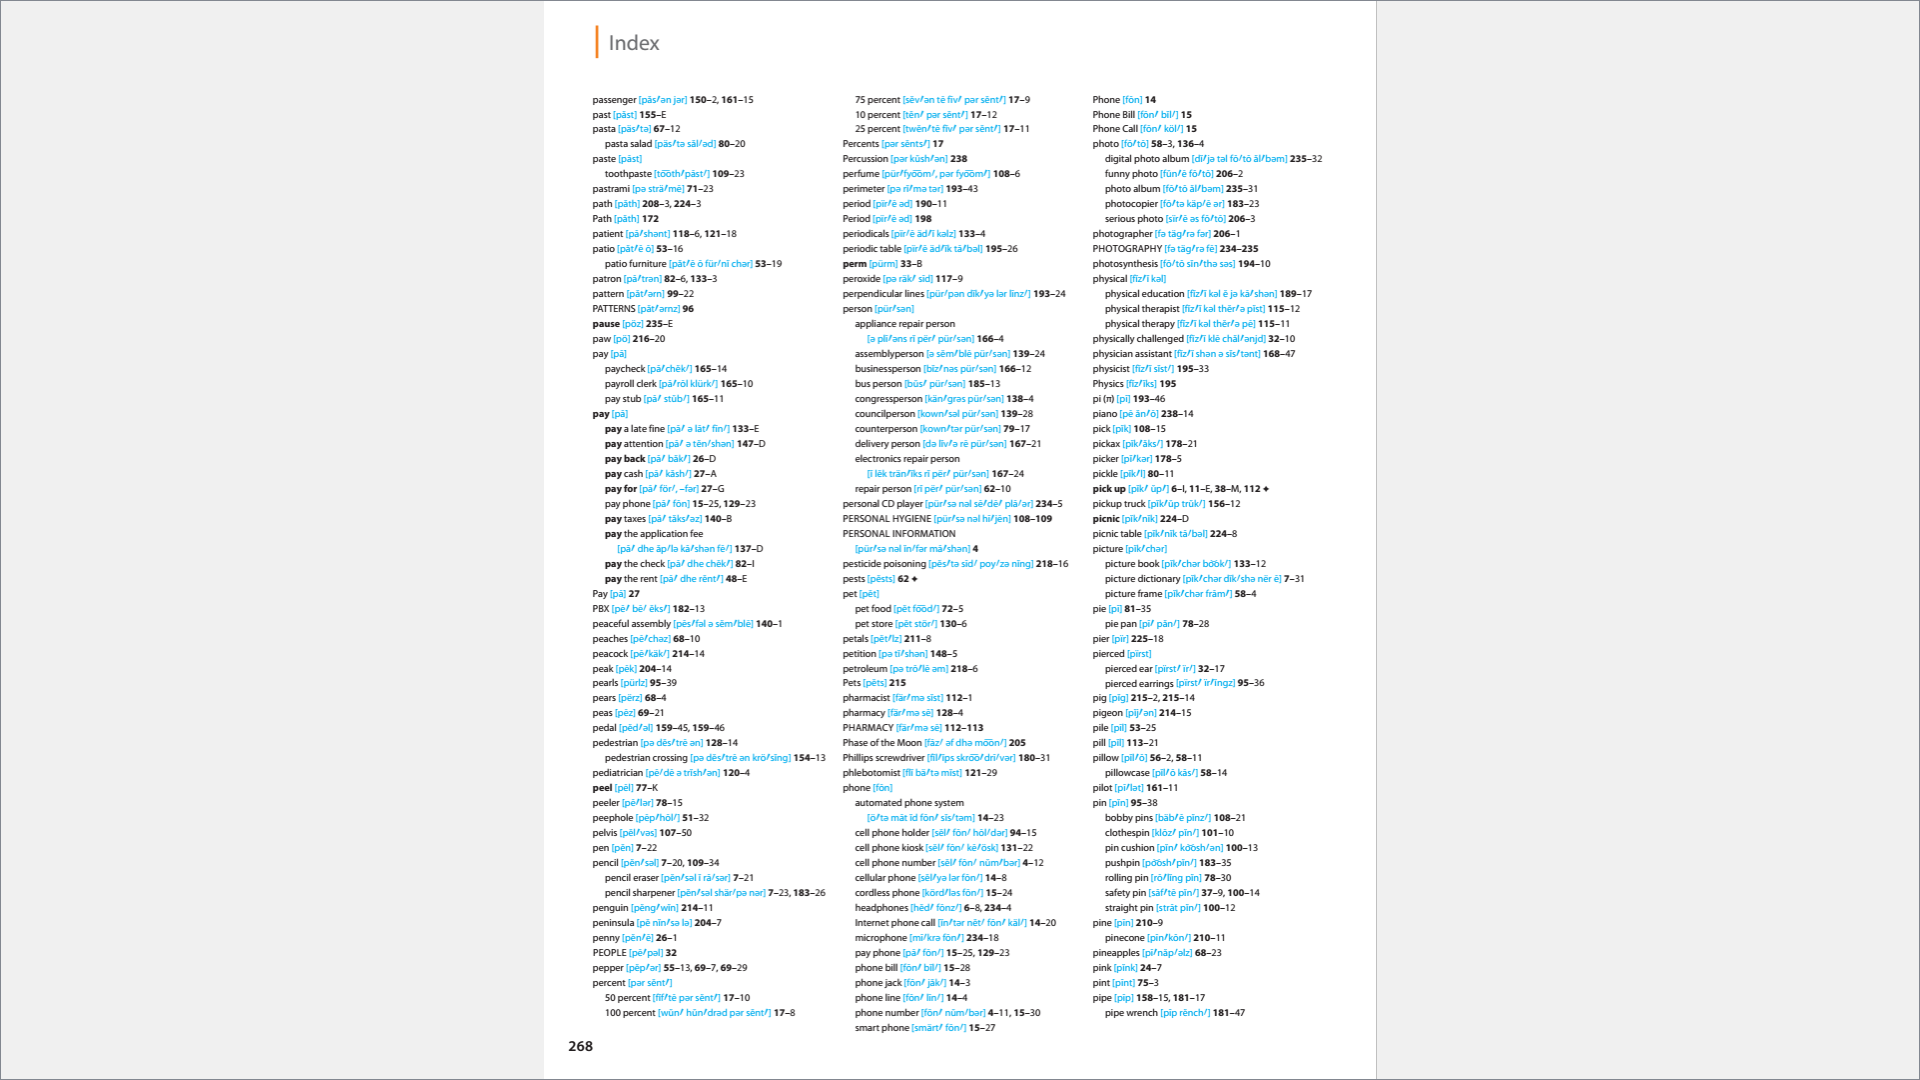 Index
passenger [păs′ən jər] 150–2, 161–15
past [păst] 155–E
pasta [päs′tə] 67–12
pasta salad [päs′tə săl′əd] 80–20
paste [pāst]
toothpaste [to͞oth′pāst′] 109–23
pastrami [pə strä′mē] 71–23
path [păth] 208–3, 224–3
Path [păth] 172
patient [pā′shənt] 118–6, 121–18
patio [păt′ē ō] 53–16
patio furniture [păt′ē ō für′nĭ chər] 53–19
patron [pā′trən] 82–6, 133–3
pattern [păt′ərn] 99–22
PATTERNS [păt′ərnz] 96
pause [pöz] 235–E
paw [pö] 216–20
pay [pā]
paycheck [pā′chĕk′] 165–14
payroll clerk [pā′rōl klürk′] 165–10
pay stub [pā′ stŭb′] 165–11
pay [pā]
pay a late fine [pā′ ə lāt′ fīn′] 133–E
pay attention [pā′ ə tĕn′shən] 147–D
pay back [pā′ băk′] 26–D
pay cash [pā′ kăsh′] 27–A
pay for [pā′ för′, –fər] 27–G
pay phone [pā′ fōn] 15–25, 129–23
pay taxes [pā′ tăks′əz] 140–B
pay the application fee
[pā′ dhe ăp′lə kā′shən fē′] 137–D
pay the check [pā′ dhe chĕk′] 82–I
pay the rent [pā′ dhe rĕnt′] 48–E
Pay [pā] 27
PBX [pē′ bē′ ĕks′] 182–13
peaceful assembly [pēs′fəl ə sĕm′blē] 140–1
peaches [pē′chəz] 68–10
peacock [pē′käk′] 214–14
peak [pēk] 204–14
pearls [pürlz] 95–39
pears [pĕrz] 68–4
peas [pēz] 69–21
pedal [pĕd′əl] 159–45, 159–46
pedestrian [pə dĕs′trē ən] 128–14
pedestrian crossing [pə dĕs′trē ən krö′sĭng] 154–13
pediatrician [pē′dē ə trĭsh′ən] 120–4
peel [pēl] 77–K
peeler [pē′lər] 78–15
peephole [pēp′hōl′] 51–32
pelvis [pĕl′vəs] 107–50
pen [pĕn] 7–22
pencil [pĕn′səl] 7–20, 109–34
pencil eraser [pĕn′səl ĭ rā′sər] 7–21
pencil sharpener [pĕn′səl shär′pə nər] 7–23, 183–26
penguin [pĕng′wĭn] 214–11
peninsula [pə nĭn′sə lə] 204–7
penny [pĕn′ē] 26–1
PEOPLE [pē′pəl] 32
pepper [pĕp′ər] 55–13, 69–7, 69–29
percent [pər sĕnt′]
50 percent [fĭf′tē pər sĕnt′] 17–10
100 percent [wŭn′ hŭn′drəd pər sĕnt′] 17–8
75 percent [sĕv′ən tē fīv′ pər sĕnt′] 17–9
10 percent [tĕn′ pər sĕnt′] 17–12
25 percent [twĕn′tē fīv′ pər sĕnt′] 17–11
Percents [pər sĕnts′] 17
Percussion [pər kŭsh′ən] 238
perfume [pür′fyo͞om′, pər fyo͞om′] 108–6
perimeter [pə rĭ′mə tər] 193–43
period [pïr′ē əd] 190–11
Period [pïr′ē əd] 198
periodicals [pïr′ē äd′ĭ kəlz] 133–4
periodic table [pïr′ē äd′ĭk tā′bəl] 195–26
perm [pürm] 33–B
peroxide [pə räk′ sīd] 117–9
perpendicular lines [pür′pən dĭk′yə lər līnz′] 193–24
person [pür′sən]
appliance repair person
[ə plī′əns rĭ pĕr′ pür′sən] 166–4
assemblyperson [ə sĕm′blē pür′sən] 139–24
businessperson [bĭz′nəs pür′sən] 166–12
bus person [bŭs′ pür′sən] 185–13
congressperson [kän′grəs pür′sən] 138–4
councilperson [kown′səl pür′sən] 139–28
counterperson [kown′tər pür′sən] 79–17
delivery person [də lĭv′ə rē pür′sən] 167–21
electronics repair person
[ĭ lĕk trän′ĭks rĭ pĕr′ pür′sən] 167–24
repair person [rĭ pĕr′ pür′sən] 62–10
personal CD player [pür′sə nəl sē′dē′ plā′ər] 234–5
PERSONAL HYGIENE [pür′sə nəl hī′jēn] 108–109
PERSONAL INFORMATION
[pür′sə nəl ĭn′fər mā′shən] 4
pesticide poisoning [pĕs′tə sīd′ poy′zə nĭng] 218–16
pests [pĕsts] 62 ✦
pet [pĕt]
pet food [pĕt fo͞od′] 72–5
pet store [pĕt stör′] 130–6
petals [pĕt′lz] 211–8
petition [pə tĭ′shən] 148–5
petroleum [pə trō′lē əm] 218–6
Pets [pĕts] 215
pharmacist [fär′mə sĭst] 112–1
pharmacy [fär′mə sē] 128–4
PHARMACY [fär′mə sē] 112–113
Phase of the Moon [fāz′ əf dhə mo͞on′] 205
Phillips screwdriver [fĭl′ĭps skro͞o′drī′vər] 180–31
phlebotomist [flĭ bä′tə mĭst] 121–29
phone [fōn]
automated phone system
[ö′tə māt ĭd fōn′ sĭs′təm] 14–23
cell phone holder [sĕl′ fōn′ hōl′dər] 94–15
cell phone kiosk [sĕl′ fōn′ kē′ösk] 131–22
cell phone number [sĕl′ fōn′ nŭm′bər] 4–12
cellular phone [sĕl′yə lər fōn′] 14–8
cordless phone [körd′ləs fōn′] 15–24
headphones [hĕd′ fōnz′] 6–8, 234–4
Internet phone call [ĭn′tər nĕt′ fōn′ käl′] 14–20
microphone [mī′krə fōn′] 234–18
pay phone [pā′ fōn′] 15–25, 129–23
phone bill [fōn′ bĭl′] 15–28
phone jack [fōn′ jăk′] 14–3
phone line [fōn′ līn′] 14–4
phone number [fōn′ nŭm′bər] 4–11, 15–30
smart phone [smärt′ fōn′] 15–27
Phone [fōn] 14
Phone Bill [fōn′ bĭl′] 15
Phone Call [fōn′ köl′] 15
photo [fō′tō] 58–3, 136–4
digital photo album [dĭ′jə təl fō′tō ăl′bəm] 235–32
funny photo [fŭn′ē fō′tō] 206–2
photo album [fō′tō ăl′bəm] 235–31
photocopier [fō′tə käp′ē ər] 183–23
serious photo [sïr′ē əs fō′tō] 206–3
photographer [fə täg′rə fər] 206–1
PHOTOGRAPHY [fə täg′rə fē] 234–235
photosynthesis [fō′tō sĭn′thə səs] 194–10
physical [fĭz′ĭ kəl]
physical education [fĭz′ĭ kəl ĕ jə kā′shən] 189–17
physical therapist [fĭz′ĭ kəl thĕr′ə pĭst] 115–12
physical therapy [fĭz′ĭ kəl thĕr′ə pē] 115–11
physically challenged [fĭz′ĭ klē chăl′ənjd] 32–10
physician assistant [fĭz′ĭ shən ə sĭs′tənt] 168–47
physicist [fĭz′ĭ sĭst′] 195–33
Physics [fĭz′ĭks] 195
pi (π) [pī] 193–46
piano [pē ăn′ō] 238–14
pick [pĭk] 108–15
pickax [pĭk′ăks′] 178–21
picker [pĭ′kər] 178–5
pickle [pĭk′l] 80–11
pick up [pĭk′ ŭp′] 6–I, 11–E, 38–M, 112 ✦
pickup truck [pĭk′ŭp trŭk′] 156–12
picnic [pĭk′nĭk] 224–D
picnic table [pĭk′nĭk tā′bəl] 224–8
picture [pĭk′chər]
picture book [pĭk′chər bo͝ok′] 133–12
picture dictionary [pĭk′chər dĭk′shə nĕr ē] 7–31
picture frame [pĭk′chər frām′] 58–4
pie [pī] 81–35
pie pan [pī′ păn′] 78–28
pier [pïr] 225–18
pierced [pïrst]
pierced ear [pïrst′ ïr′] 32–17
pierced earrings [pïrst′ ïr′ĭngz] 95–36
pig [pĭg] 215–2, 215–14
pigeon [pĭj′ən] 214–15
pile [pīl] 53–25
pill [pĭl] 113–21
pillow [pĭl′ō] 56–2, 58–11
pillowcase [pĭl′ō kās′] 58–14
pilot [pī′lət] 161–11
pin [pĭn] 95–38
bobby pins [bäb′ē pĭnz′] 108–21
clothespin [klōz′ pĭn′] 101–10
pin cushion [pĭn′ ko͝osh′ən] 100–13
pushpin [po͝osh′pĭn′] 183–35
rolling pin [rō′lĭng pĭn] 78–30
safety pin [sāf′tē pĭn′] 37–9, 100–14
straight pin [strāt pĭn′] 100–12
pine [pīn] 210–9
pinecone [pīn′kōn′] 210–11
pineapples [pī′năp′əlz] 68–23
pink [pĭnk] 24–7
pint [pīnt] 75–3
pipe [pīp] 158–15, 181–17
pipe wrench [pīp rĕnch′] 181–47
268